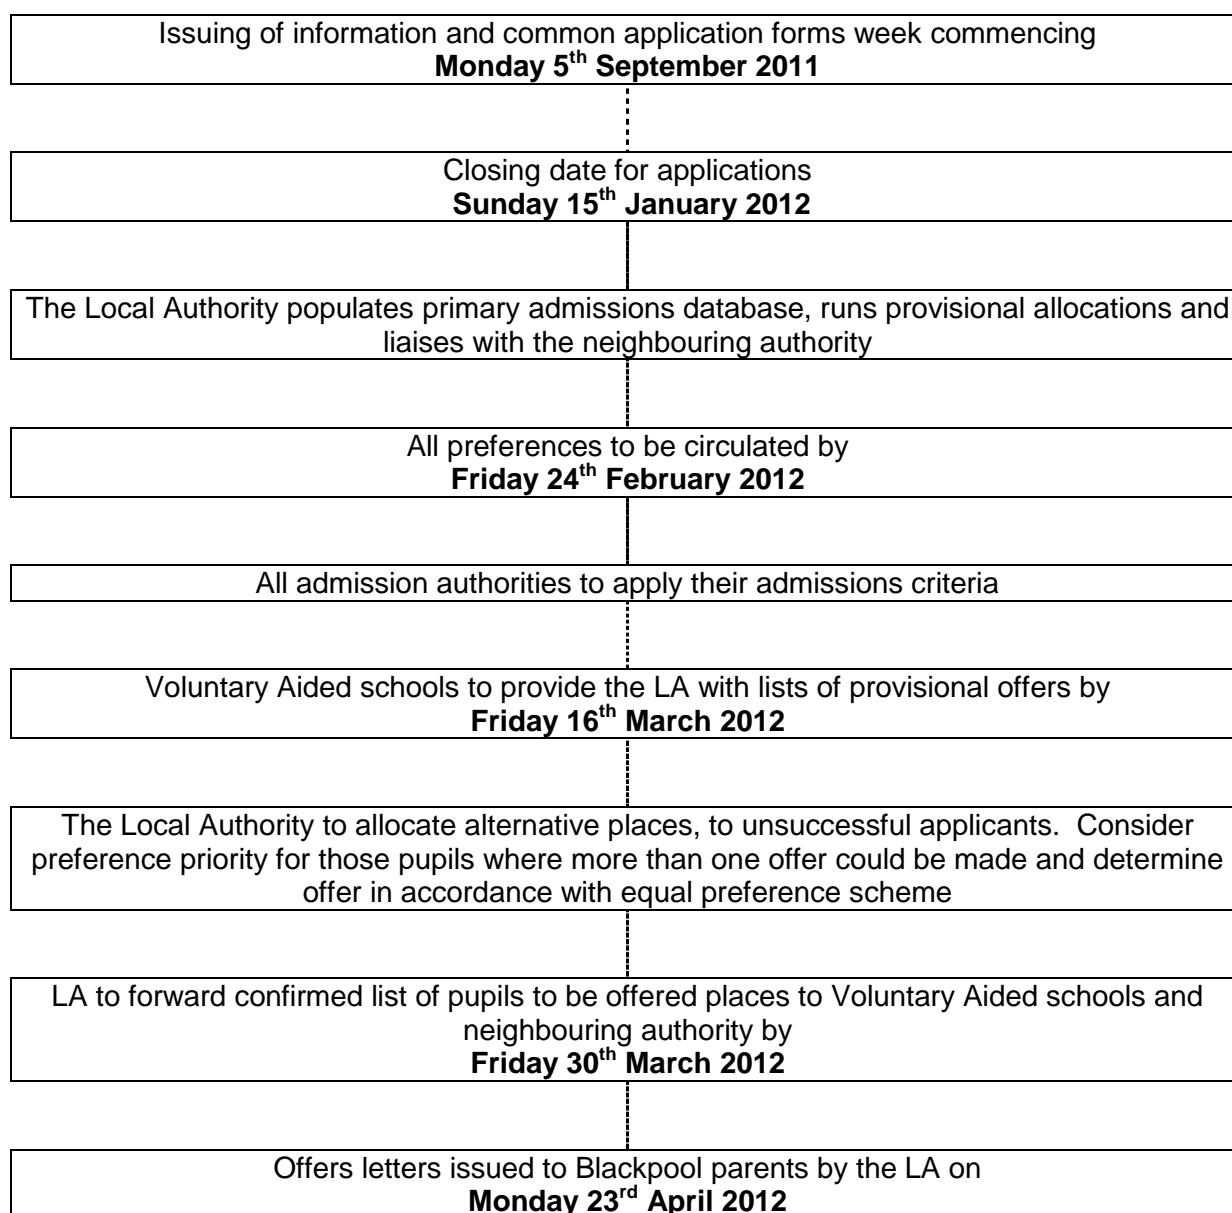 Issuing of information and common application forms week commencing
Monday 5th September 2011
Closing date for applications
Sunday 15th January 2012
The Local Authority populates primary admissions database, runs provisional allocations and
liaises with the neighbouring authority
All preferences to be circulated by
Friday 24th February 2012
All admission authorities to apply their admissions criteria
Voluntary Aided schools to provide the LA with lists of provisional offers by
Friday 16th March 2012
The Local Authority to allocate alternative places, to unsuccessful applicants.  Consider
preference priority for those pupils where more than one offer could be made and determine
offer in accordance with equal preference scheme
LA to forward confirmed list of pupils to be offered places to Voluntary Aided schools and
neighbouring authority by
Friday 30th March 2012
Offers letters issued to Blackpool parents by the LA on
Monday 23rd April 2012